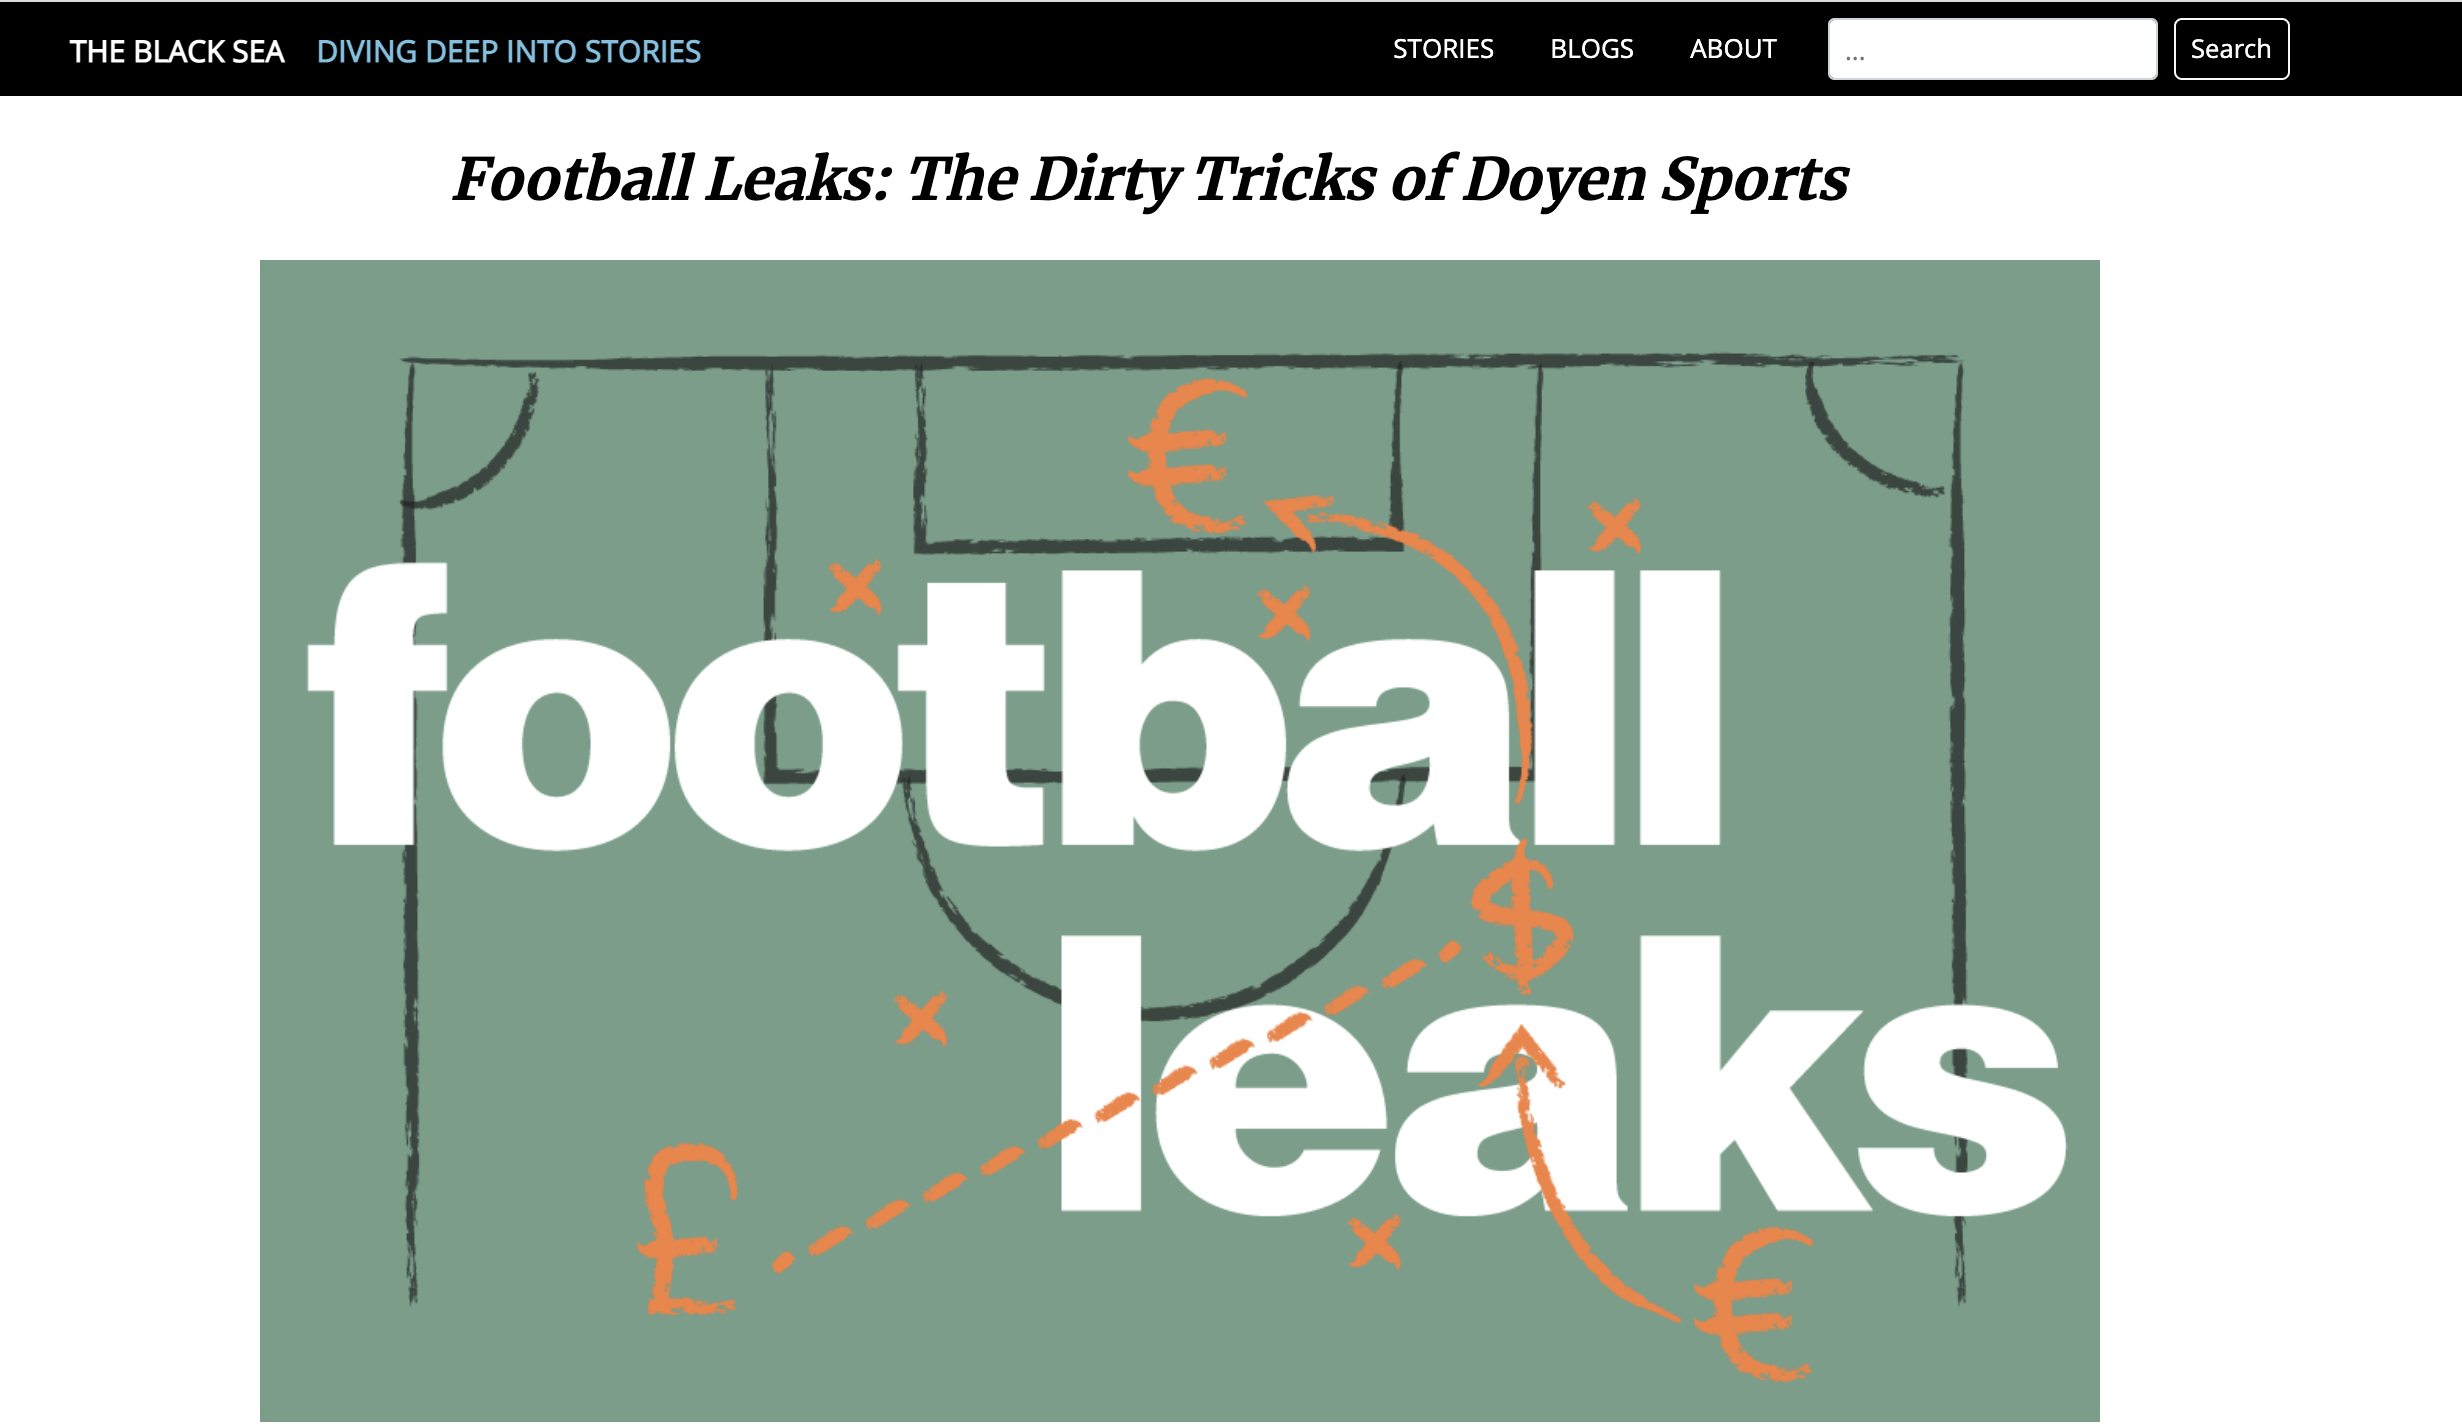 THE BLACK SEA DIVING DEEP INTO STORIES STORIES BLOGS ABOUT ... Search
Football Leaks: The Dirty Tricks of Doyen Sports
€
football
$
leaks
£
€